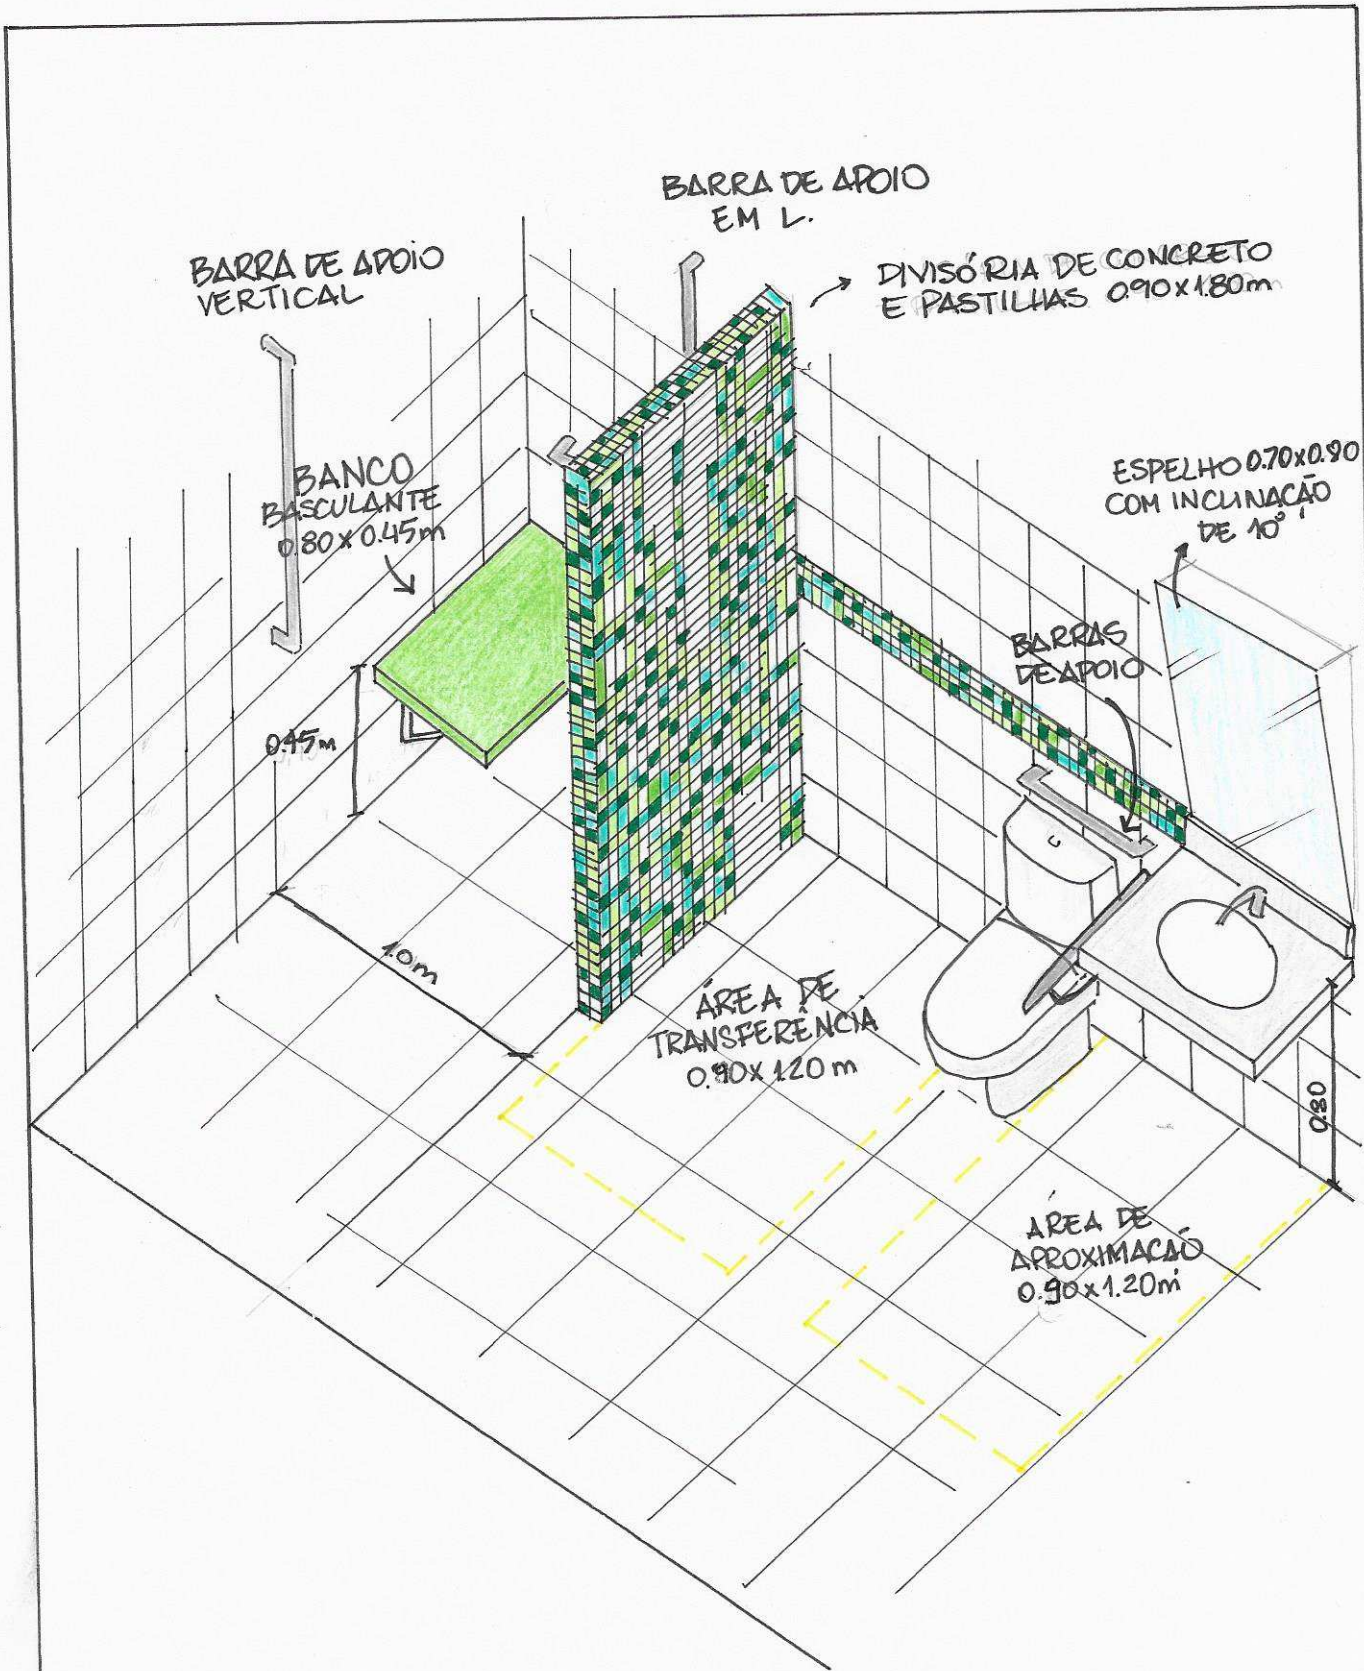 BARRA DE APOIO
EM L.
BARRA DE APOIO
VERTICAL
DIVISÓRIA DE CONCRETO
E PASTILHAS 0.90x1.80m
BANCO
BASCULANTE
0.80x0.45m
ESPELHO 0.70x0.90
COM INCLINAÇÃO
DE 10°
BARRAS
DE APOIO
0.45m
1.0m
ÁREA DE
TRANSFERÊNCIA
0.90x1.20m
0.80
ÁREA DE
APROXIMAÇÃO
0.90x1.20m